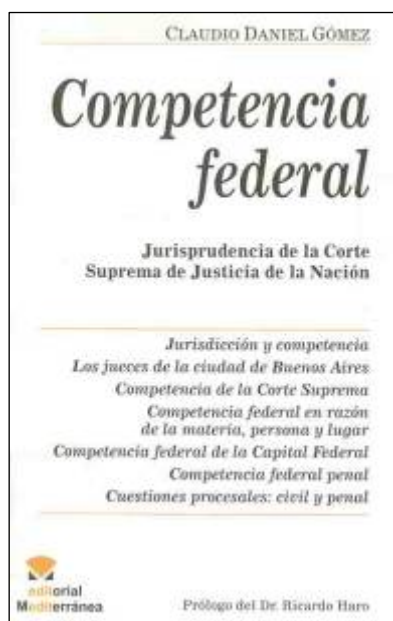 CLAUDIO DANIEL GÓMEZ
Competencia
federal
Jurisprudencia de la Corte
Suprema de Justicia de la Nación
Jurisdicción y competencia
Los jueces de la ciudad de Buenos Aires
Competencia de la Corte Suprema
Competencia federal en razón
de la materia, persona y lugar
Competencia federal de la Capital Federal
Competencia federal penal
Cuestiones procesales: civil y penal
editorial
Mediterránea
Prólogo del Dr. Ricardo Haro